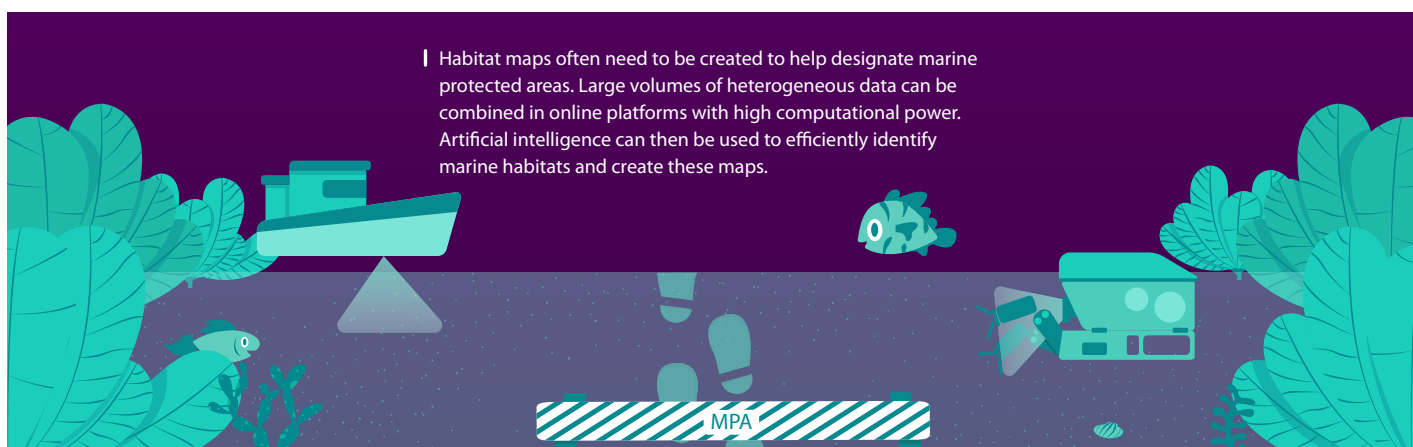 Habitat maps often need to be created to help designate marine
protected areas. Large volumes of heterogeneous data can be
combined in online platforms with high computational power.
Artificial intelligence can then be used to efficiently identify
marine habitats and create these maps.
MPA